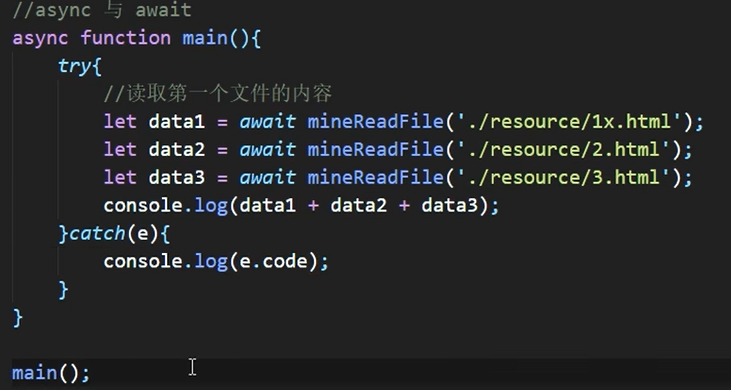 //async 与 await
async function main(){
try{
//读取第一个文件的内容
let data1 = await mineReadFile('./resource/1x.html');
let data2 = await mineReadFile('./resource/2.html');
let data3 = await mineReadFile('./resource/3.html');
console.log(data1 + data2 + data3);
}catch(e){
console.log(e.code);
}
}
main();